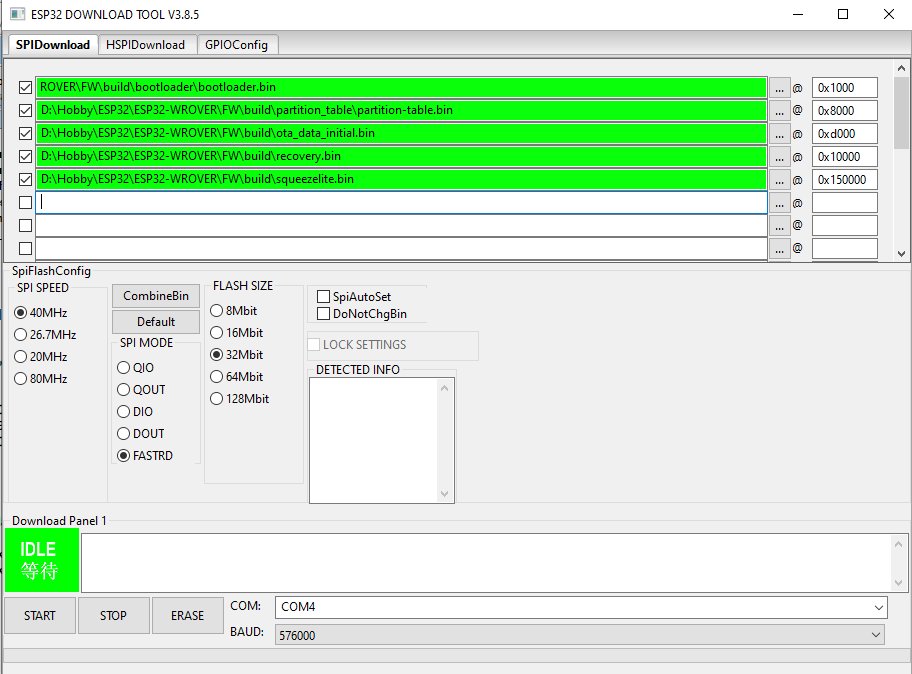 ESP32 DOWNLOAD TOOL V3.8.5
SPIDownload HSPIDownload GPIOConfig
ROVER\FW\build\bootloader\bootloader.bin ... @ 0x1000
D:\Hobby\ESP32\ESP32-WROVER\FW\build\partition_table\partition-table.bin ... @ 0x8000
D:\Hobby\ESP32\ESP32-WROVER\FW\build\ota_data_initial.bin ... @ 0xd000
D:\Hobby\ESP32\ESP32-WROVER\FW\build\recovery.bin ... @ 0x10000
D:\Hobby\ESP32\ESP32-WROVER\FW\build\squeezelite.bin ... @ 0x150000
... @
... @
... @
SpiFlashConfig
SPI SPEED
40MHz
26.7MHz
20MHz
80MHz
CombineBin
Default
SPI MODE
QIO
QOUT
DIO
DOUT
FASTRD
FLASH SIZE
8Mbit
16Mbit
32Mbit
64Mbit
128Mbit
SpiAutoSet
DoNotChgBin
LOCK SETTINGS
DETECTED INFO
Download Panel 1
IDLE
等待
START STOP ERASE
COM: COM4
BAUD: 576000